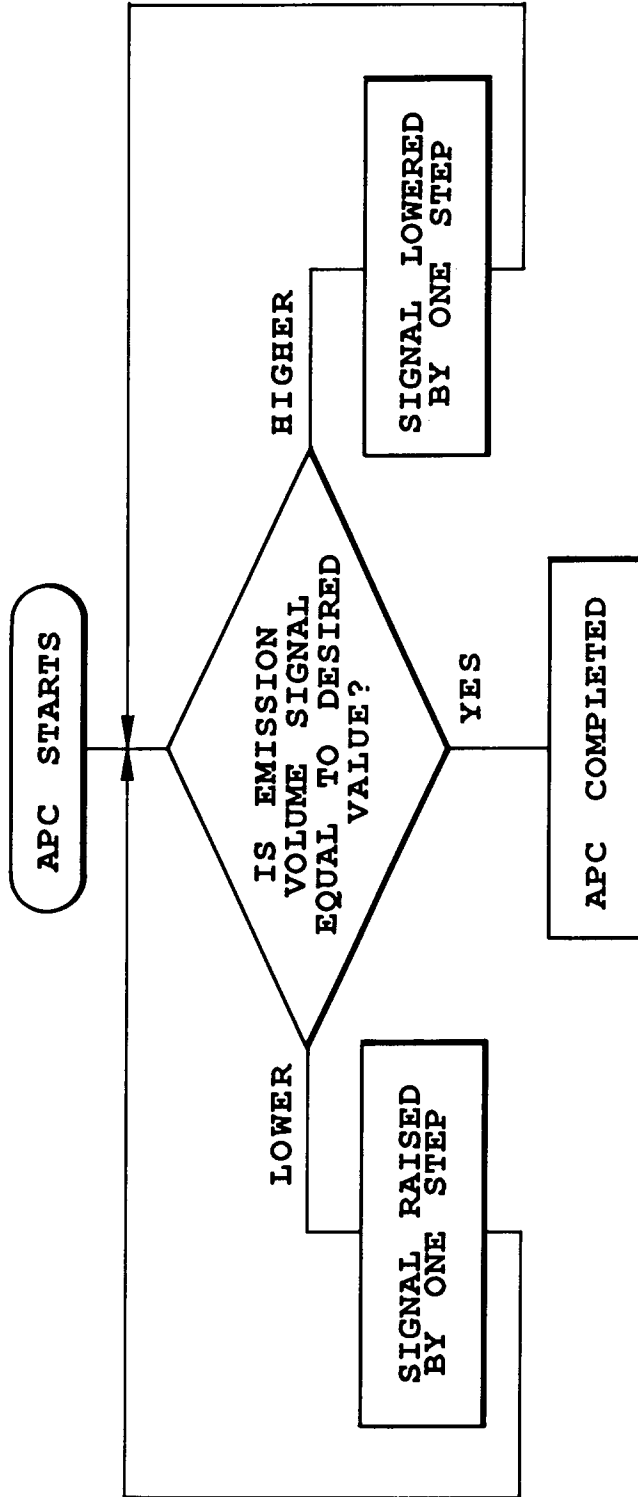 APC STARTS
IS EMISSION
VOLUME SIGNAL
EQUAL TO DESIRED
VALUE?
LOWER
HIGHER
YES
SIGNAL RAISED
BY ONE STEP
SIGNAL LOWERED
BY ONE STEP
APC COMPLETED